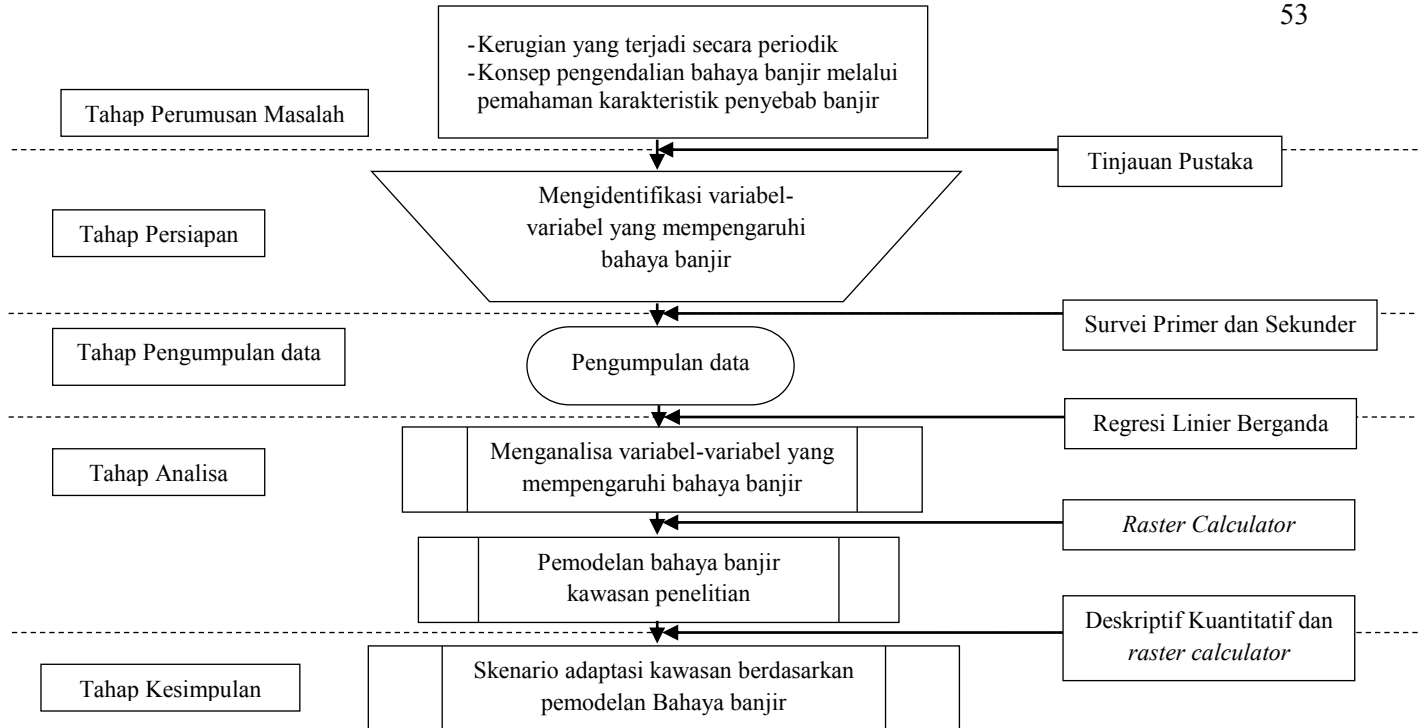 53
-Kerugian yang terjadi secara periodik
-Konsep pengendalian bahaya banjir melalui
pemahaman karakteristik penyebab banjir
Tahap Perumusan Masalah
Tinjauan Pustaka
Mengidentifikasi variabel-
variabel yang mempengaruhi
bahaya banjir
Tahap Persiapan
Survei Primer dan Sekunder
Tahap Pengumpulan data
Pengumpulan data
Regresi Linier Berganda
Tahap Analisa
Menganalisa variabel-variabel yang
mempengaruhi bahaya banjir
Raster Calculator
Pemodelan bahaya banjir
kawasan penelitian
Deskriptif Kuantitatif dan
raster calculator
Tahap Kesimpulan
Skenario adaptasi kawasan berdasarkan
pemodelan Bahaya banjir